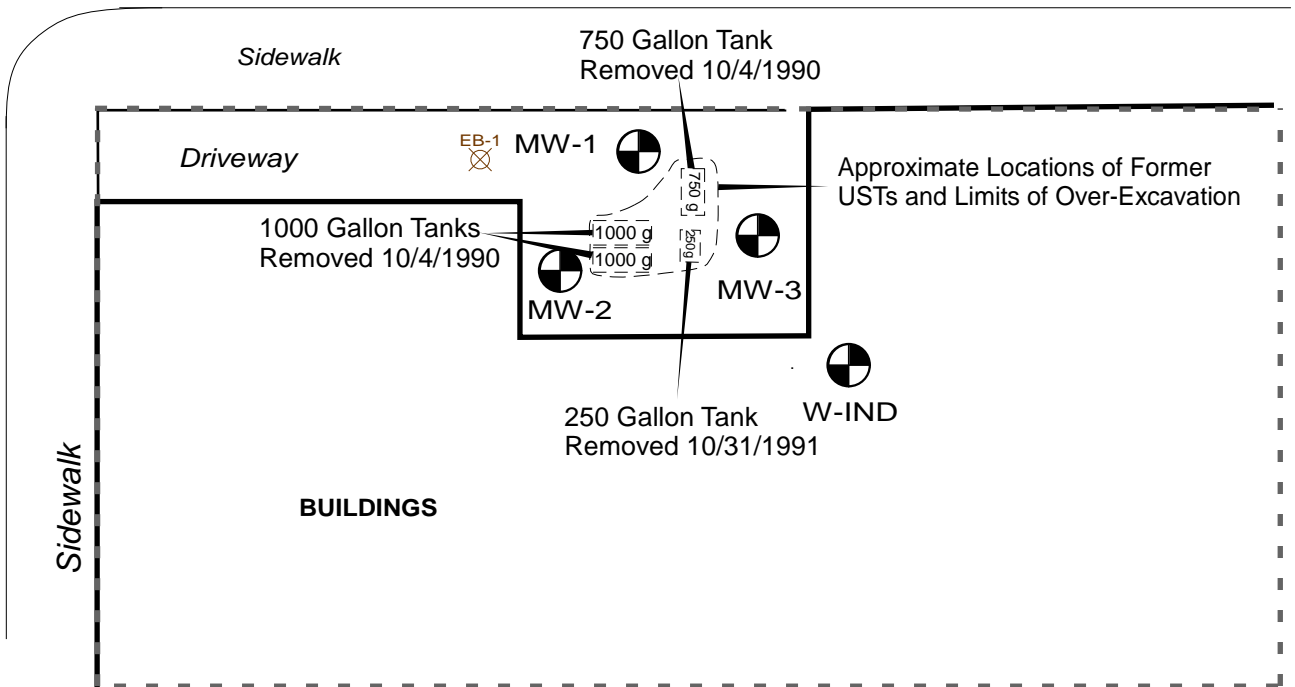 750 Gallon Tank
Removed 10/4/1990
Sidewalk
EB-1
MW-1
Driveway
750 g
Approximate Locations of Former
USTs and Limits of Over-Excavation
1000 Gallon Tanks
Removed 10/4/1990
1000 g
1000 g
250g
MW-2
MW-3
W-IND
250 Gallon Tank
Removed 10/31/1991
Sidewalk
BUILDINGS